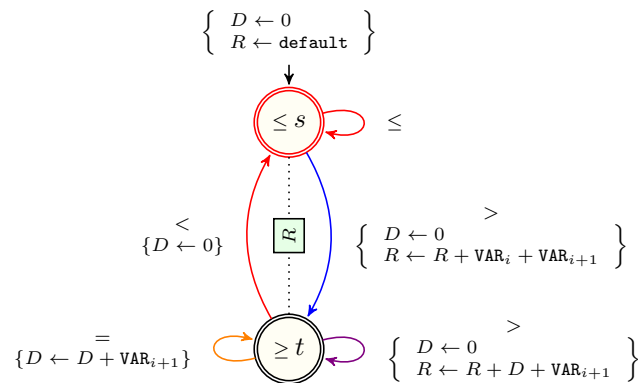 D ← 0
R ← default
≤ s
≤
<
{D ← 0}
R
>
D ← 0
R ← R + VAR_i + VAR_{i+1}
=
{D ← D + VAR_{i+1}}
≥ t
>
D ← 0
R ← R + D + VAR_{i+1}